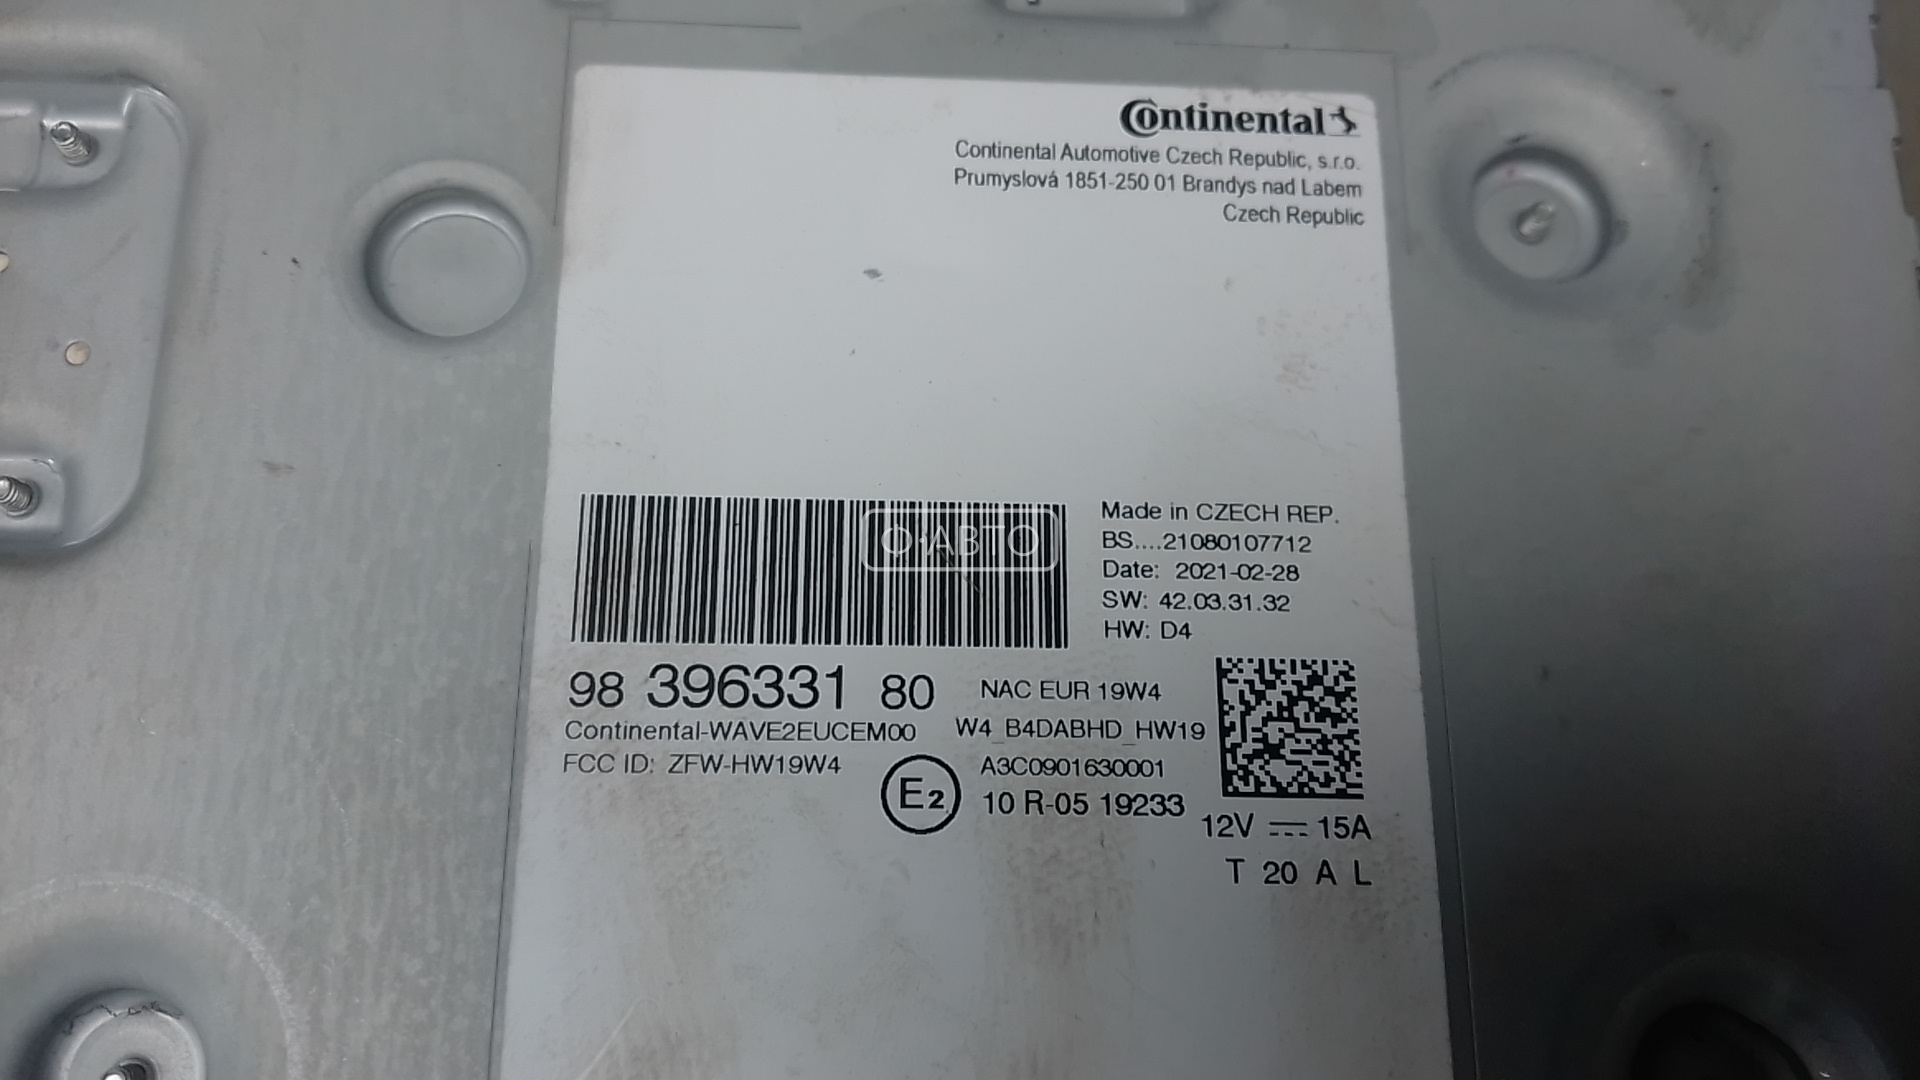 Continental
Continental Automotive Czech Republic, s.r.o.
Prumyslová 1851-250 01 Brandys nad Labem
Czech Republic
Ф·АВТО
Made in CZECH REP.
BS....21080107712
Date: 2021-02-28
SW: 42.03.31.32
HW: D4
98 396331 80 NAC EUR 19W4
Continental-WAVE2EUCEM00 W4_B4DABHD_HW19
FCC ID: ZFW-HW19W4 A3C0901630001
E2 10 R-05 19233
12V 15A
T 20 A L